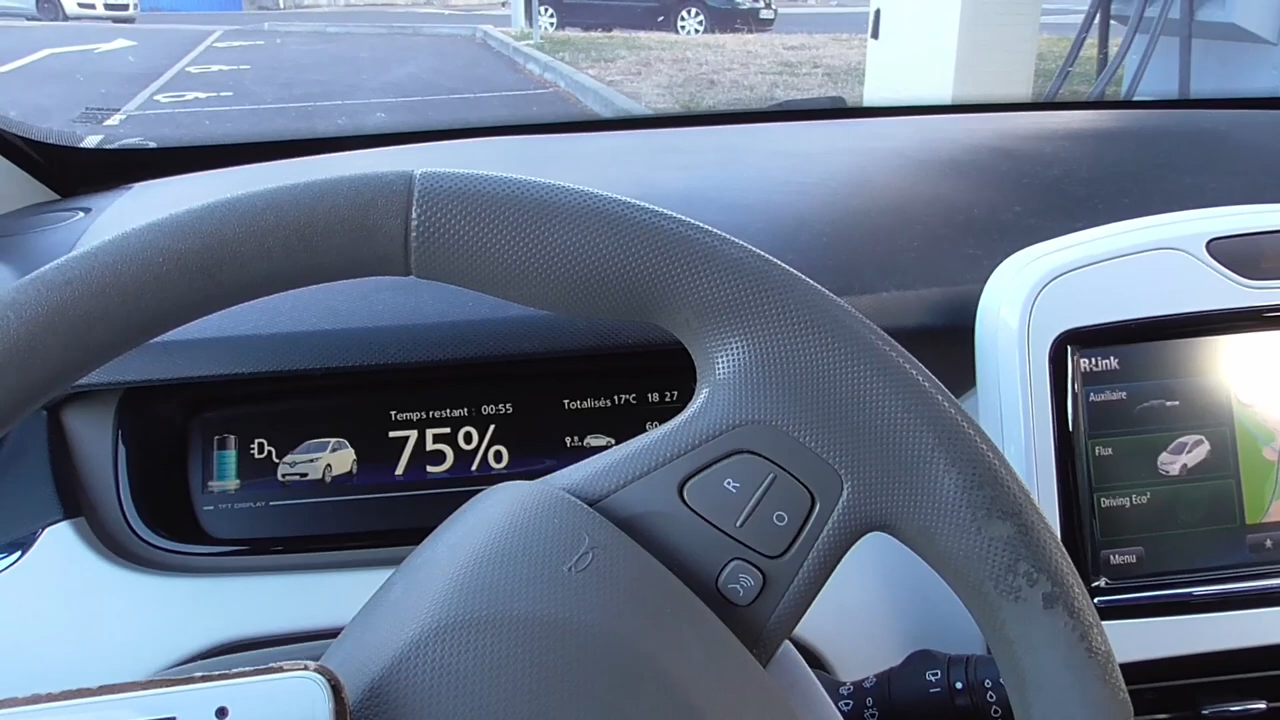 Temps restant : 00:55
75%
Totalisés 17°C 18 27
TFT DISPLAY
R
O
R-Link
Auxiliaire
Flux
Driving Eco²
Menu